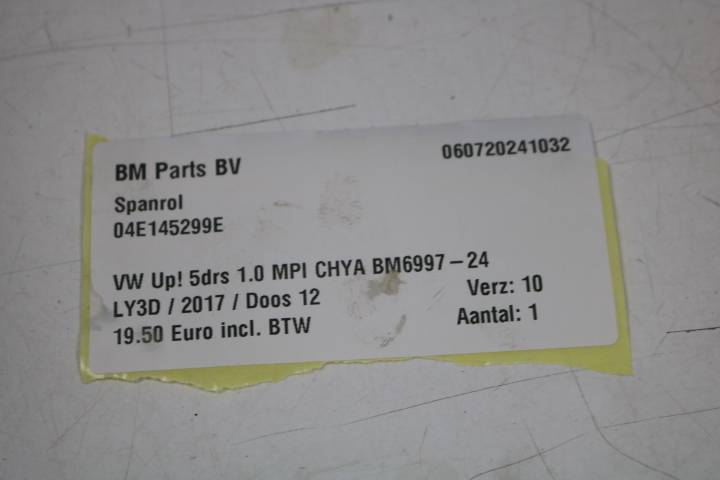 BM Parts BV
060720241032
Spanrol
04E145299E
VW Up! 5drs 1.0 MPI CHYA BM6997-24
LY3D / 2017 / Doos 12
Verz: 10
19.50 Euro incl. BTW
Aantal: 1